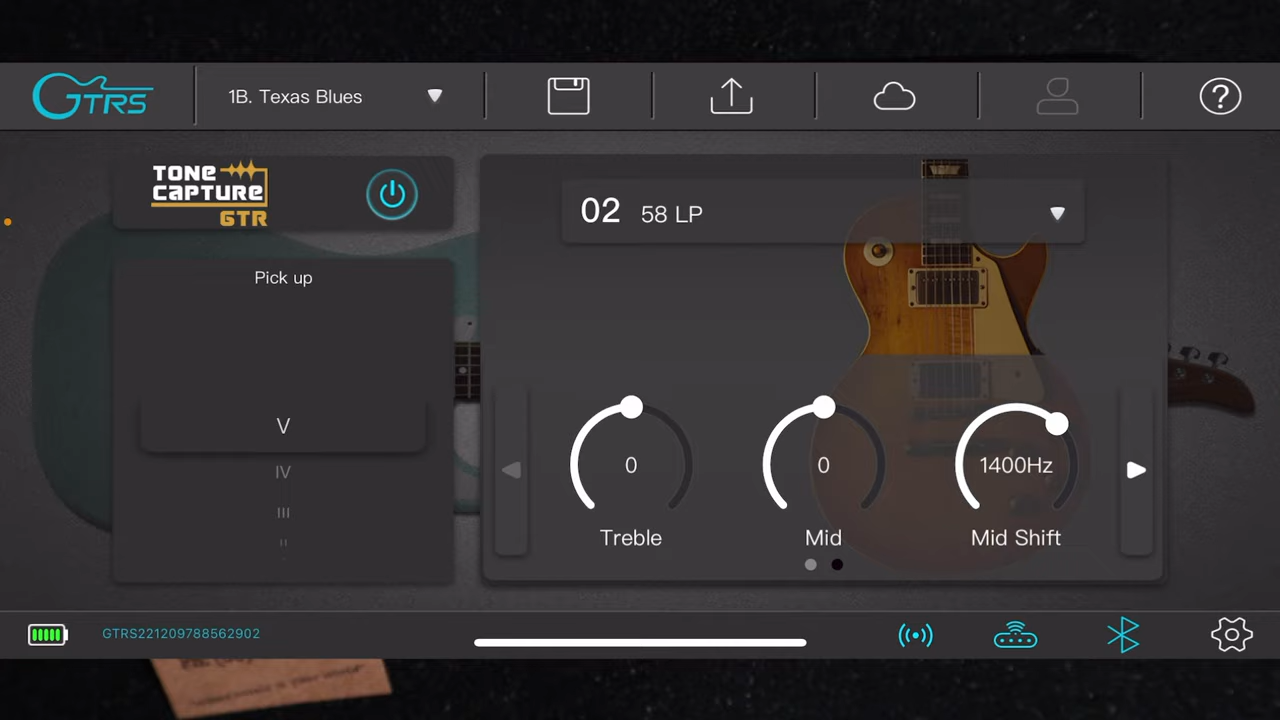 GTRS
1B. Texas Blues
?
TONE
CAPTURE
GTR
02 58 LP
Pick up
V
IV
III
II
0
0
1400Hz
Treble
Mid
Mid Shift
GTRS221209788562902